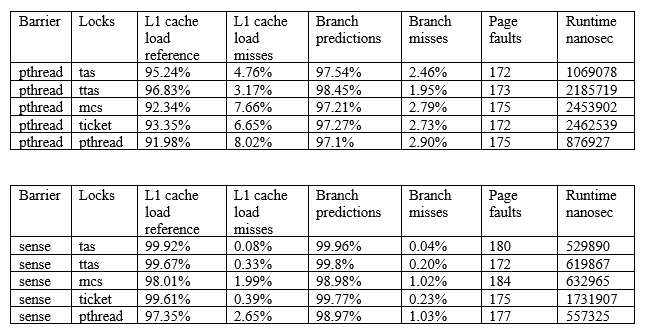 Barrier Locks L1 cache load reference L1 cache load misses Branch predictions Branch misses Page faults Runtime nanosec
pthread tas 95.24% 4.76% 97.54% 2.46% 172 1069078
pthread ttas 96.83% 3.17% 98.45% 1.95% 173 2185719
pthread mcs 92.34% 7.66% 97.21% 2.79% 175 2453902
pthread ticket 93.35% 6.65% 97.27% 2.73% 172 2462539
pthread pthread 91.98% 8.02% 97.1% 2.90% 175 876927
Barrier Locks L1 cache load reference L1 cache load misses Branch predictions Branch misses Page faults Runtime nanosec
sense tas 99.92% 0.08% 99.96% 0.04% 180 529890
sense ttas 99.67% 0.33% 99.8% 0.20% 172 619867
sense mcs 98.01% 1.99% 98.98% 1.02% 184 632965
sense ticket 99.61% 0.39% 99.77% 0.23% 175 1731907
sense pthread 97.35% 2.65% 98.97% 1.03% 177 557325